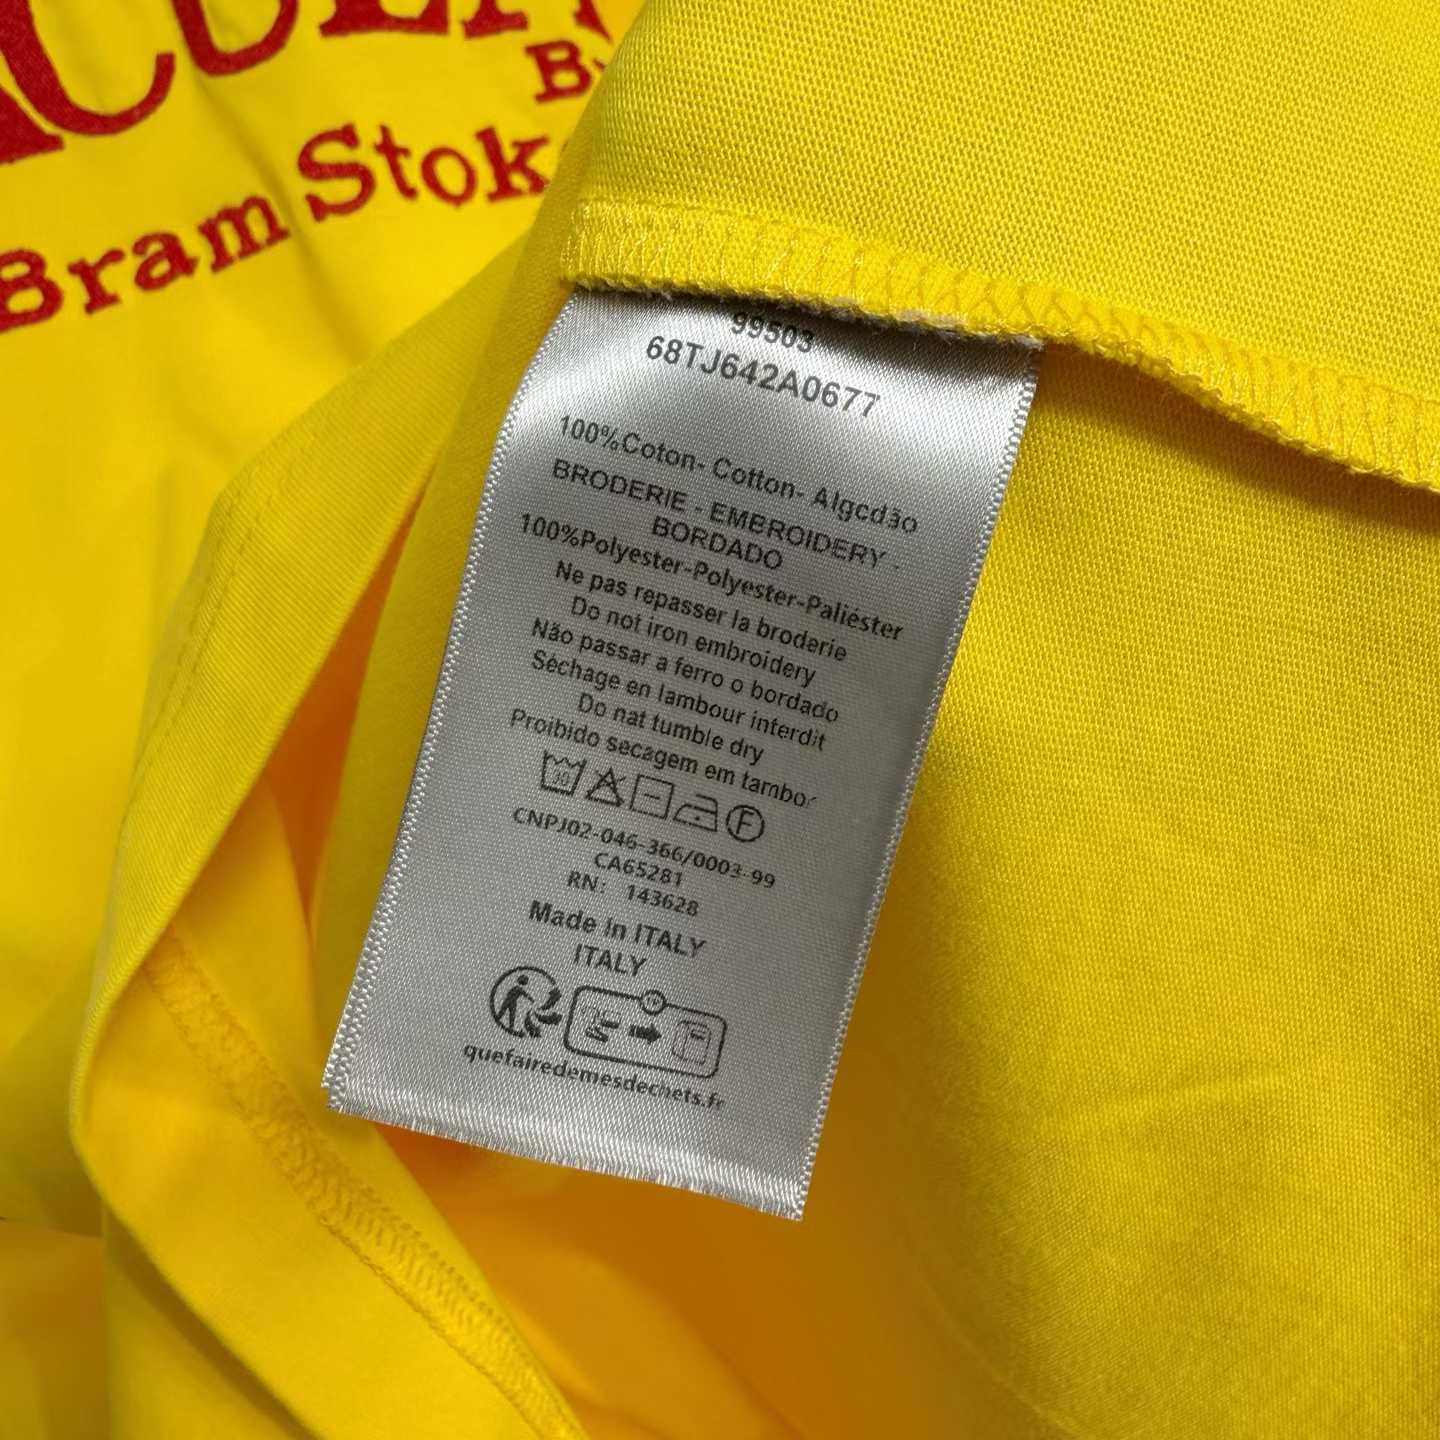 By
Bram Stok
99503
68TJ642A0677
100%Coton- Cotton- Algcdão
BRODERIE - EMBROIDERY -
BORDADO
100%Polyester-Polyester-Paliéster
Ne pas repasser la broderie
Do not iron embroidery
Não passar a ferro o bordado
Séchage en lambour interdit
Do nat tumble dry
Proibido secagem em tambor
30
F
CNPJ02-046-366/0003-99
CA65281
RN: 143628
Made In ITALY
ITALY
quefairedemesdechets.fr